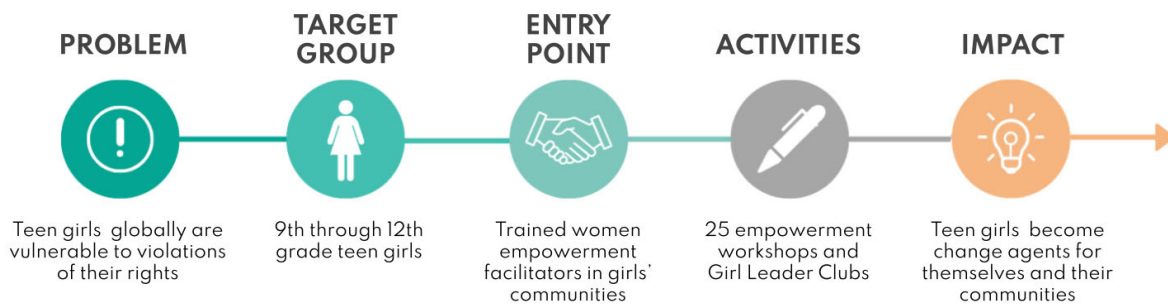 PROBLEM
Teen girls globally are
vulnerable to violations
of their rights
TARGET
GROUP
9th through 12th
grade teen girls
ENTRY
POINT
Trained women
empowerment
facilitators in girls’
communities
ACTIVITIES
25 empowerment
workshops and
Girl Leader Clubs
IMPACT
Teen girls become
change agents for
themselves and their
communities